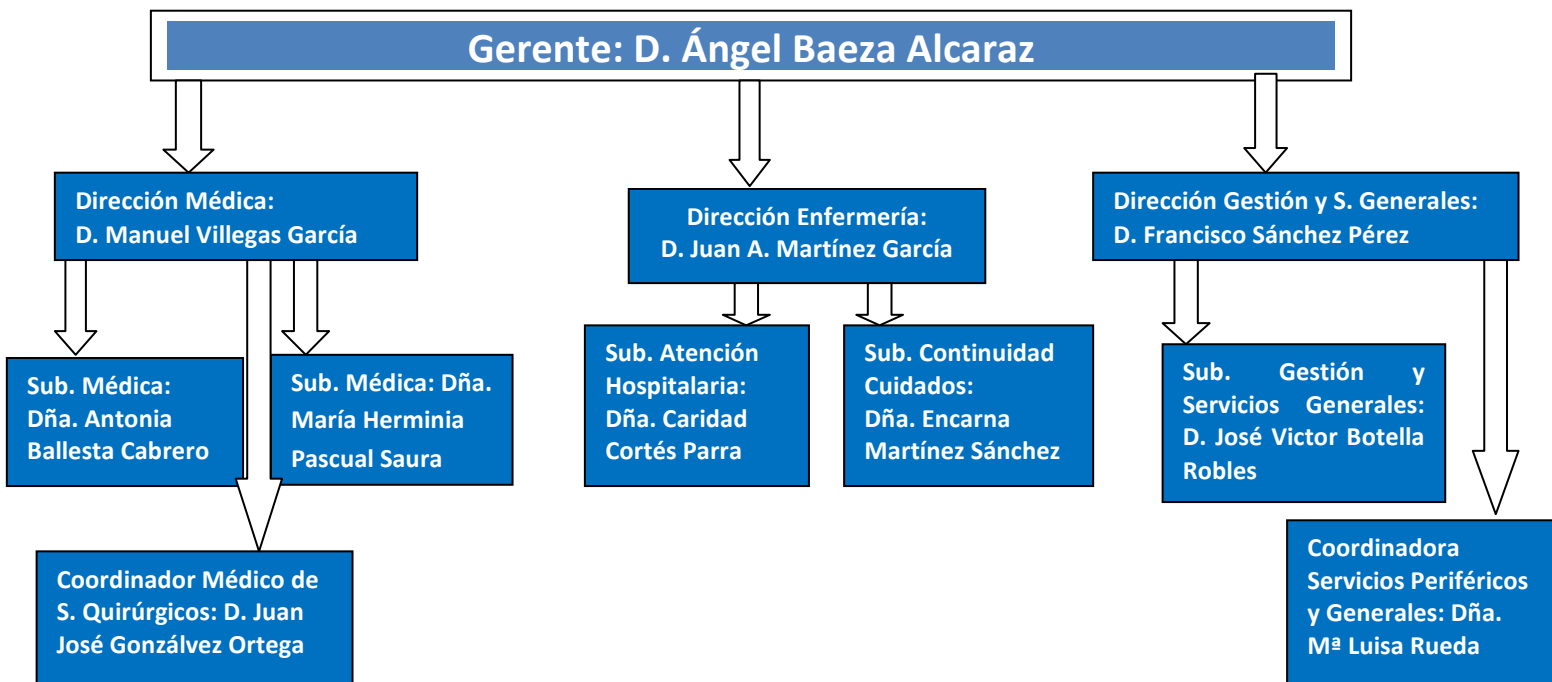 Gerente: D. Ángel Baeza Alcaraz
Dirección Médica:
D. Manuel Villegas García
Dirección Enfermería:
D. Juan A. Martínez García
Dirección Gestión y S. Generales:
D. Francisco Sánchez Pérez
Sub. Médica:
Dña. Antonia
Ballesta Cabrero
Sub. Médica: Dña.
María Herminia
Pascual Saura
Sub. Atención
Hospitalaria:
Dña. Caridad
Cortés Parra
Sub. Continuidad
Cuidados:
Dña. Encarna
Martínez Sánchez
Sub. Gestión y
Servicios Generales:
D. José Victor Botella
Robles
Coordinador Médico de
S. Quirúrgicos: D. Juan
José Gonzálvez Ortega
Coordinadora
Servicios Periféricos
y Generales: Dña.
Mª Luisa Rueda